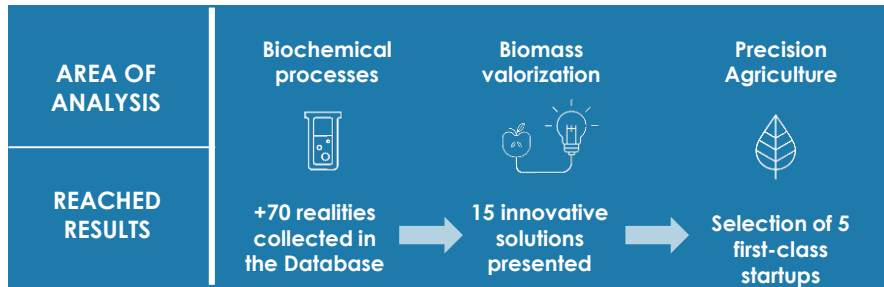 AREA OF
ANALYSIS
Biochemical
processes
Biomass
valorization
Precision
Agriculture
REACHED
RESULTS
+70 realities
collected in
the Database
15 innovative
solutions
presented
Selection of 5
first-class
startups